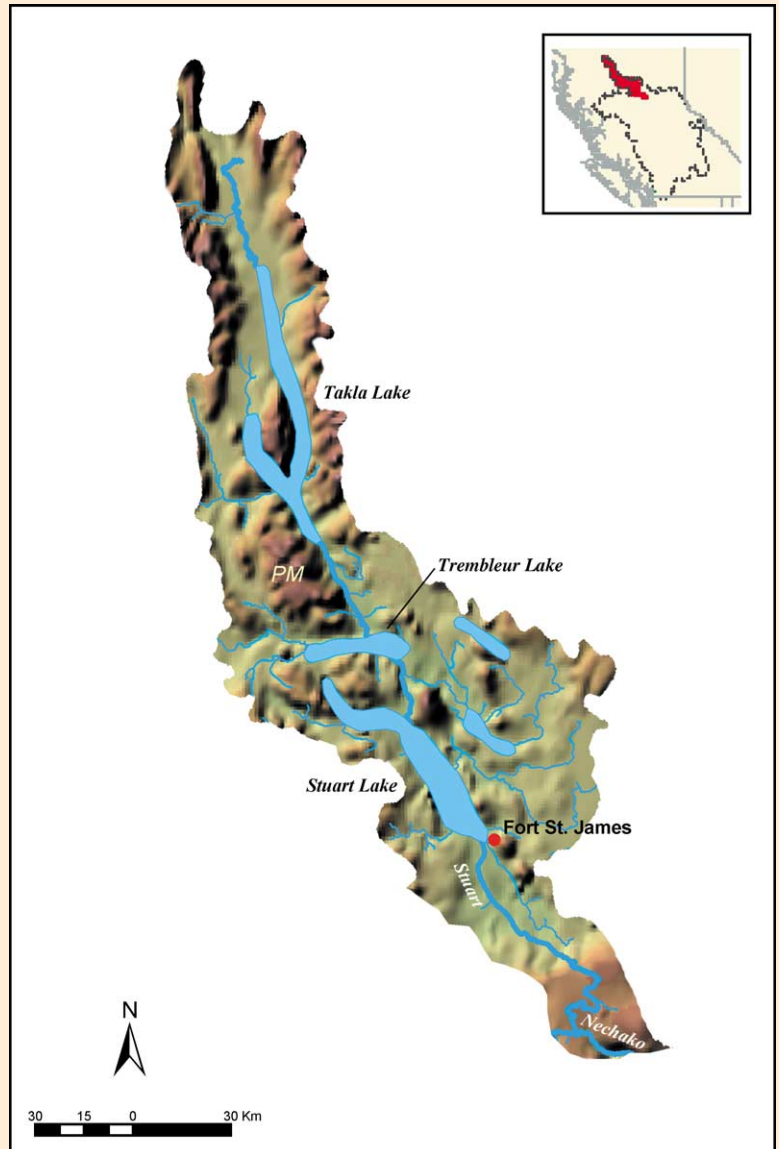 Takla Lake
Trembleur Lake
PM
Stuart Lake
Fort St. James
Stuart
Nechako
N
30 15 0 30 Km